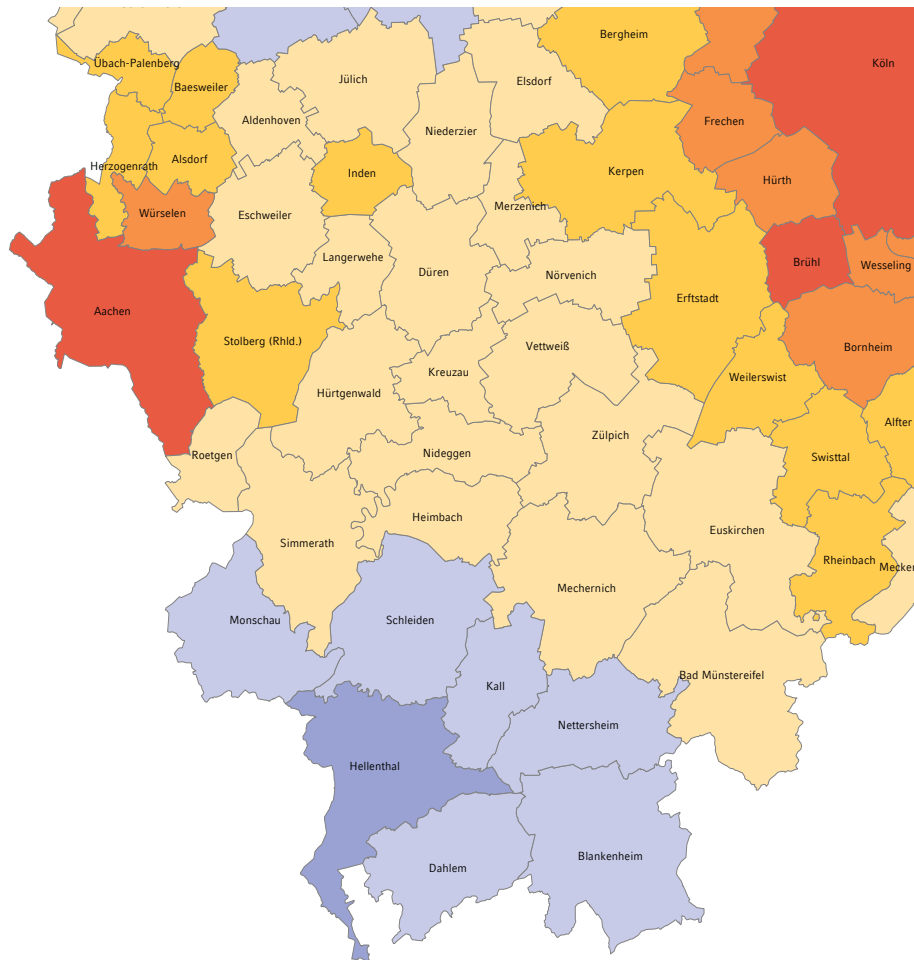 Bergheim
Köln
Übach-Palenberg
Jülich
Elsdorf
Baesweiler
Aldenhoven
Frechen
Niederzier
Alsdorf
Herzogenrath
Inden
Kerpen
Hürth
Würselen
Eschweiler
Merzenich
Langerwehe
Düren
Nörvenich
Brühl
Wesseling
Erftstadt
Aachen
Stolberg (Rhld.)
Vettweiß
Bornheim
Kreuzau
Weilerswist
Hürtgenwald
Alfter
Zülpich
Roetgen
Nideggen
Swisttal
Heimbach
Euskirchen
Simmerath
Rheinbach
Mecken
Mechernich
Monschau
Schleiden
Bad Münstereifel
Kall
Nettersheim
Hellenthal
Blankenheim
Dahlem